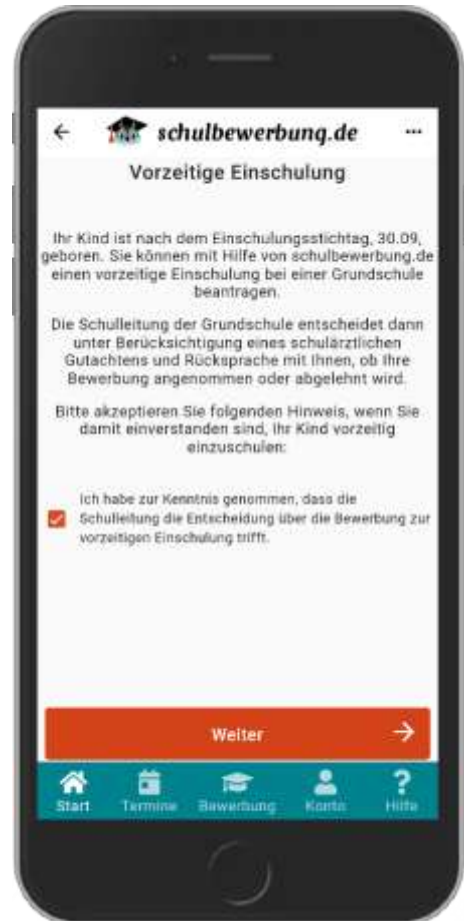 schulbewerbung.de
Vorzeitige Einschulung
Ihr Kind ist nach dem Einschulungsstichtag, 30.09,
geboren. Sie können mit Hilfe von schulbewerbung.de
einen vorzeitige Einschulung bei einer Grundschule
beantragen.
Die Schulleitung der Grundschule entscheidet dann
unter Berücksichtigung eines schulärztlichen
Gutachtens und Rücksprache mit Ihnen, ob Ihre
Bewerbung angenommen oder abgelehnt wird.
Bitte akzeptieren Sie folgenden Hinweis, wenn Sie
damit einverstanden sind, Ihr Kind vorzeitig
einzuschulen:
Ich habe zur Kenntnis genommen, dass die
Schulleitung die Entscheidung über die Bewerbung zur
vorzeitigen Einschulung trifft.
Weiter
Start Termine Bewerbung Konto Hilfe